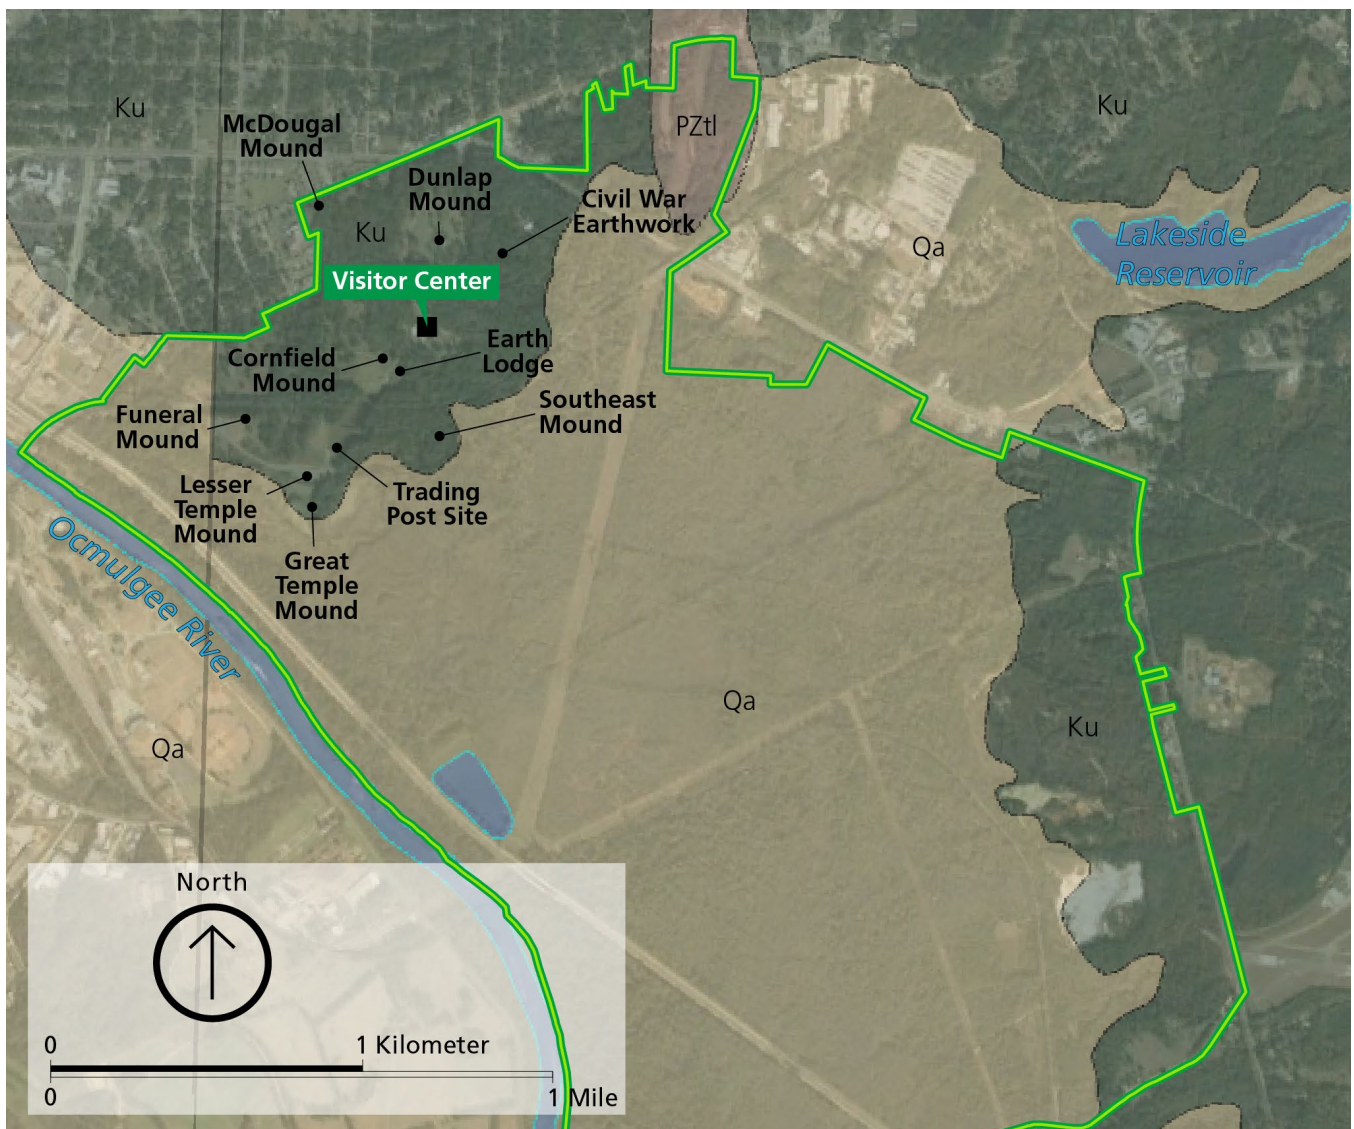 Ku
McDougal
Mound
PZtl
Ku
Dunlap
Mound
Civil War
Earthwork
Ku
Qa
Lakeside
Reservoir
Visitor Center
Earth
Lodge
Cornfield
Mound
Southeast
Mound
Funeral
Mound
Lesser
Temple
Mound
Trading
Post Site
Great
Temple
Mound
Ocmulgee River
Qa
Qa
Ku
North
0
1 Kilometer
0
1 Mile